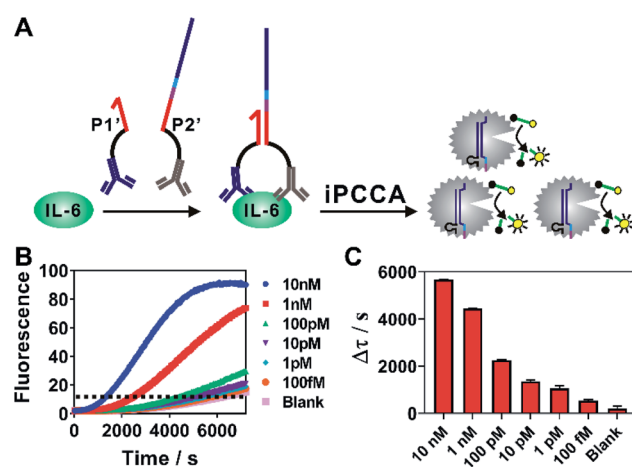 A
P1'
P2'
IL-6
IL-6
iPCCA
B
Fluorescence
100
80
60
40
20
0
0 2000 4000 6000
Time / s
10nM
1nM
100pM
10pM
1pM
100fM
Blank
C
Δτ / s
6000
4000
2000
0
10 nM
1 nM
100 pM
10 pM
1 pM
100 fM
Blank